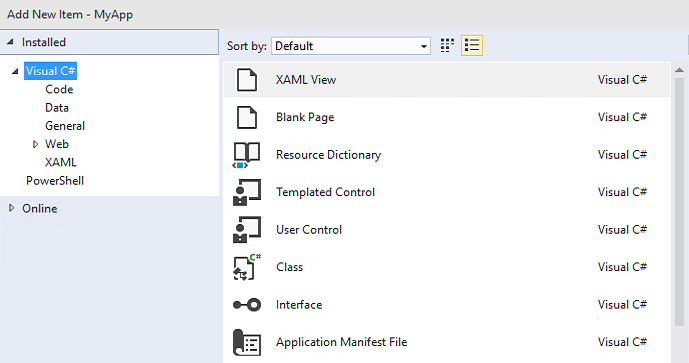 Add New Item - MyApp
Installed
Visual C#
Code
Data
General
Web
XAML
PowerShell
Online
Sort by: Default
XAML View Visual C#
Blank Page Visual C#
Resource Dictionary Visual C#
Templated Control Visual C#
User Control Visual C#
C#
Class Visual C#
Interface Visual C#
Application Manifest File Visual C#